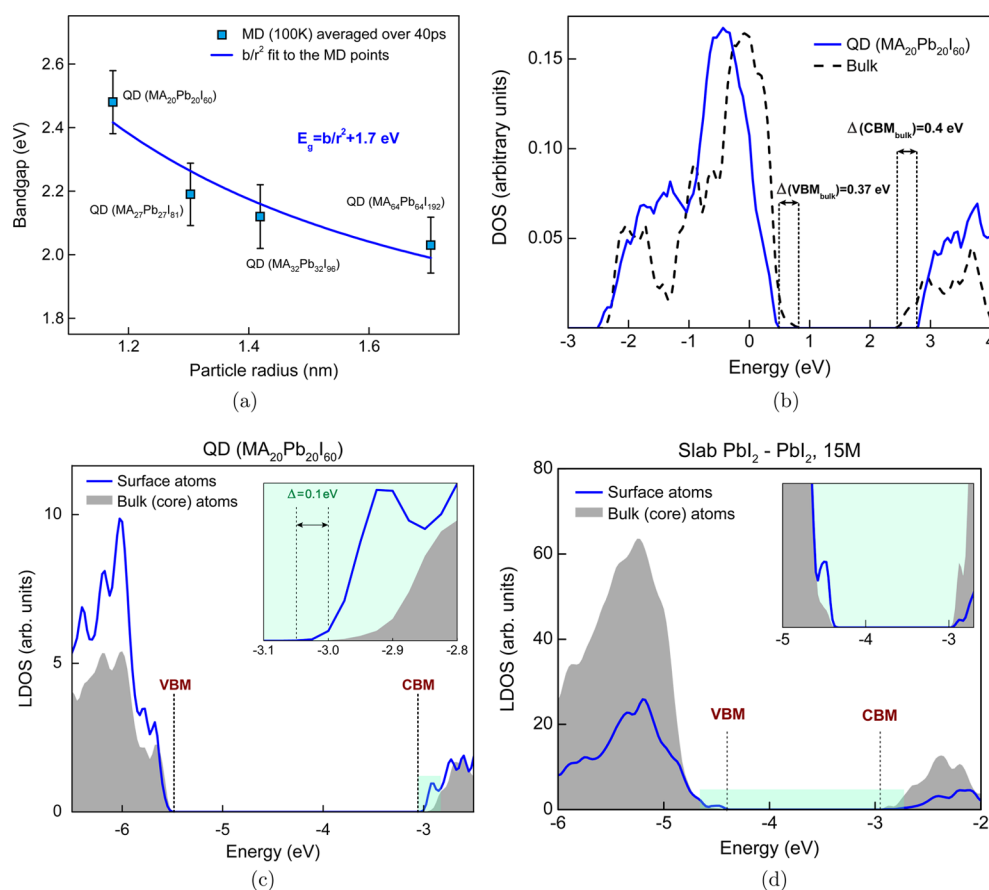 MD (100K) averaged over 40ps
b/r² fit to the MD points
2.6
2.4
2.2
2.0
1.8
Bandgap (eV)
QD (MA₂₀Pb₂₀I₆₀)
E_g=b/r²+1.7 eV
QD (MA₂₇Pb₂₇I₈₁)
QD (MA₃₂Pb₃₂I₉₆)
QD (MA₆₄Pb₆₄I₁₉₂)
1.2 1.4 1.6
Particle radius (nm)
(a)
QD (MA₂₀Pb₂₀I₆₀)
Bulk
0.15
0.10
0.05
DOS (arbitrary units)
Δ(CBM_bulk)=0.4 eV
Δ(VBM_bulk)=0.37 eV
-3 -2 -1 0 1 2 3 4
Energy (eV)
(b)
QD (MA₂₀Pb₂₀I₆₀)
Surface atoms
Bulk (core) atoms
10
5
0
LDOS (arb. units)
Δ=0.1eV
-3.1 -3.0 -2.9 -2.8
VBM
CBM
-6 -5 -4 -3
Energy (eV)
(c)
Slab PbI₂ - PbI₂, 15M
Surface atoms
Bulk (core) atoms
80
60
40
20
0
LDOS (arb. units)
-5 -4 -3
VBM
CBM
-6 -5 -4 -3 -2
Energy (eV)
(d)